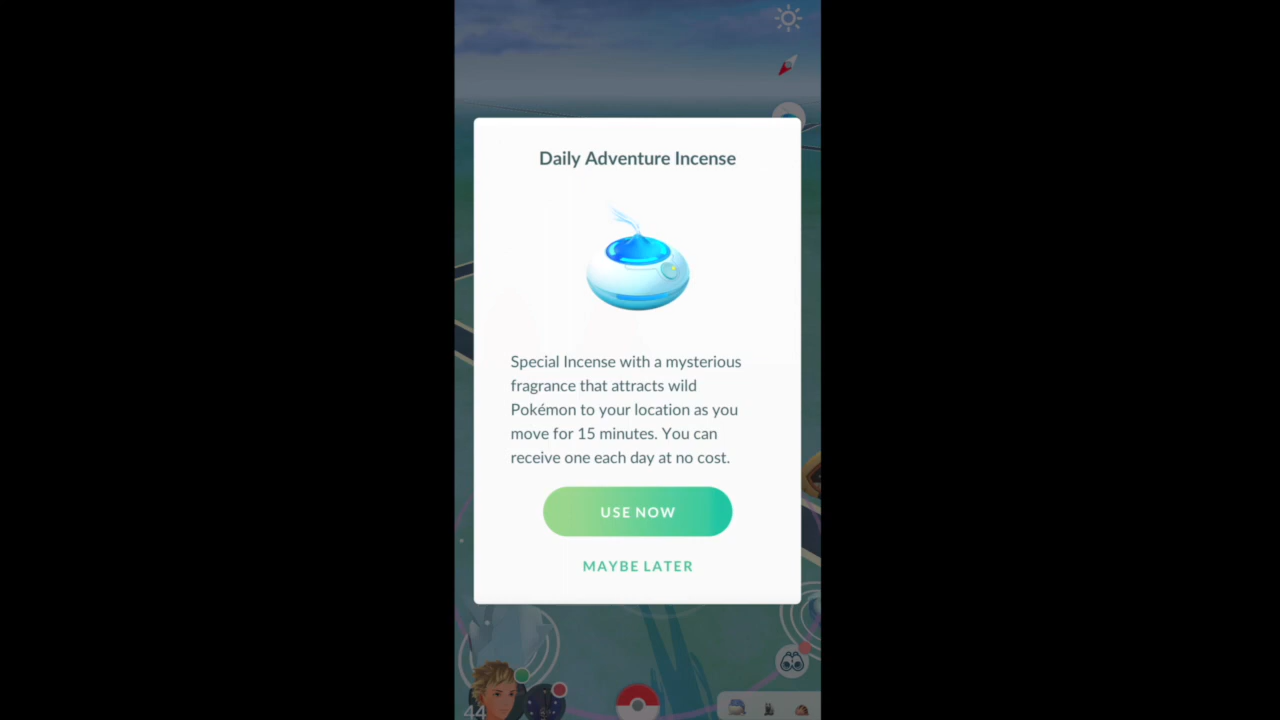 Daily Adventure Incense
Special Incense with a mysterious
fragrance that attracts wild
Pokémon to your location as you
move for 15 minutes. You can
receive one each day at no cost.
USE NOW
MAYBE LATER
44